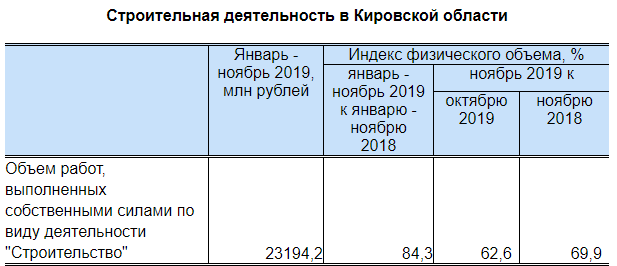 Строительная деятельность в Кировской области
Январь -
ноябрь 2019,
млн рублей
Индекс физического объема, %
январь -
ноябрь 2019
к январю -
ноябрю
2018
ноябрь 2019 к
октябрю
2019
ноябрю
2018
Объем работ,
выполненных
собственными силами по
виду деятельности
"Строительство"
23194,2
84,3
62,6
69,9